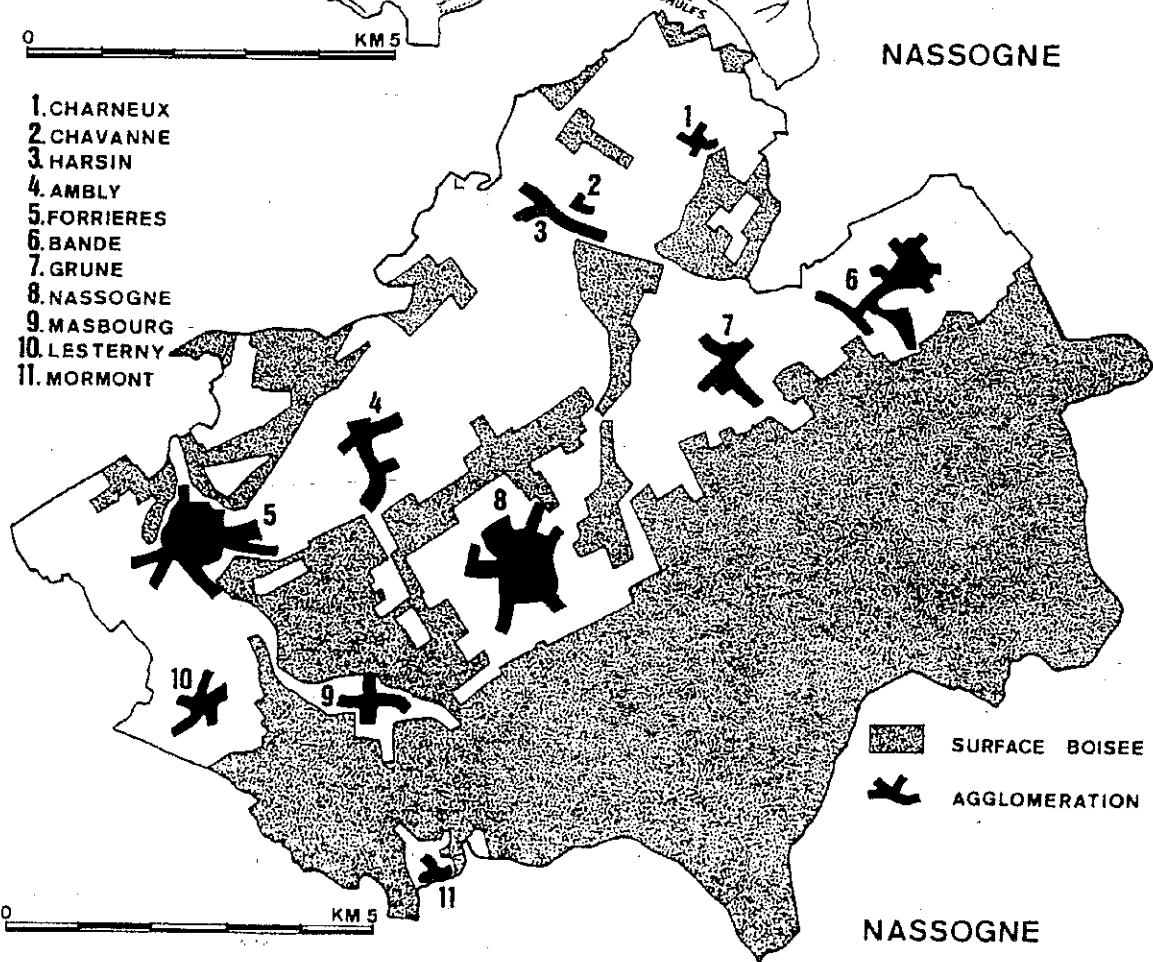 0 KM 5
NASSOGNE
1. CHARNEUX
2. CHAVANNE
3. HARSIN
4. AMBLY
5. FORRIERES
6. BANDE
7. GRUNE
8. NASSOGNE
9. MASBOURG
10. LESTERNY
11. MORMONT
1
2
3
6
7
4
8
5
10
9
11
SURFACE BOISEE
AGGLOMERATION
0 KM 5
NASSOGNE